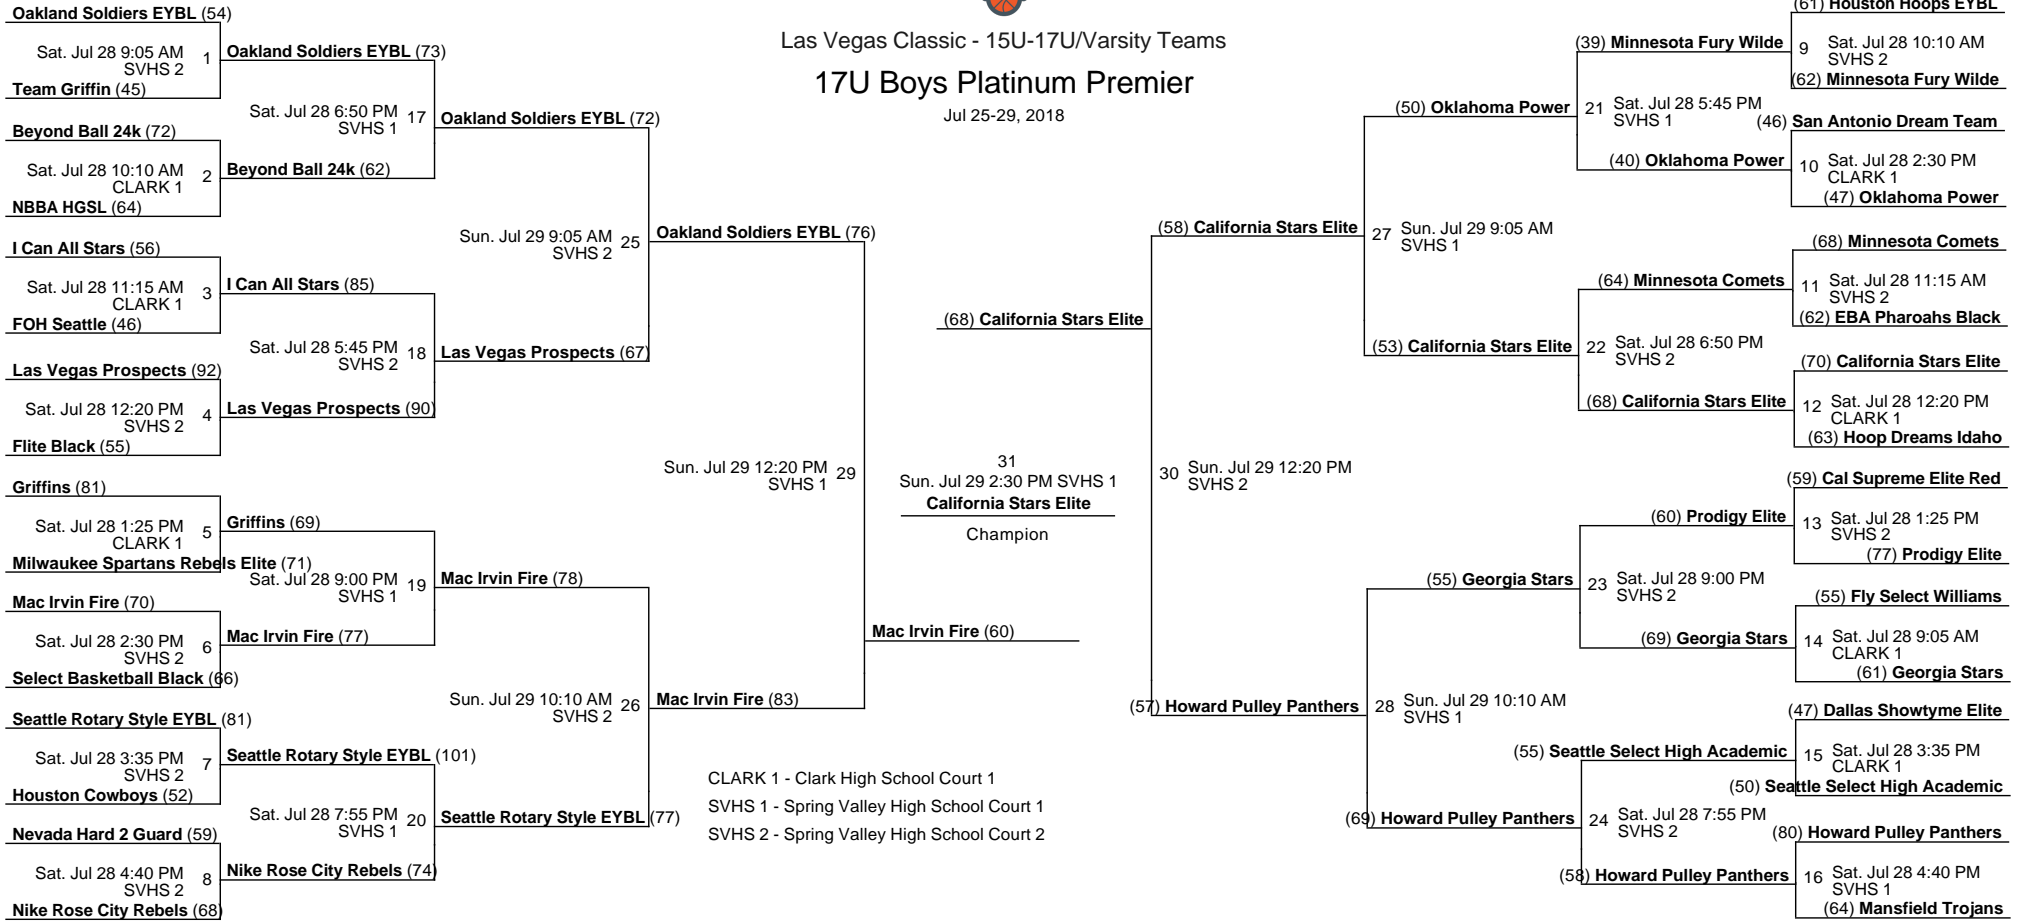 Las Vegas Classic - 15U-17U/Varsity Teams
17U Boys Platinum Premier
Jul 25-29, 2018
Oakland Soldiers EYBL (54)
Sat. Jul 28 9:05 AM 1
SVHS 2
Team Griffin (45)
Beyond Ball 24k (72)
Sat. Jul 28 10:10 AM 2
CLARK 1
NBBA HGSL (64)
I Can All Stars (56)
Sat. Jul 28 11:15 AM 3
CLARK 1
FOH Seattle (46)
Las Vegas Prospects (92)
Sat. Jul 28 12:20 PM 4
SVHS 2
Flite Black (55)
Griffins (81)
Sat. Jul 28 1:25 PM 5
CLARK 1
Milwaukee Spartans Rebels Elite (71)
Mac Irvin Fire (70)
Sat. Jul 28 2:30 PM 6
SVHS 2
Select Basketball Black (66)
Seattle Rotary Style EYBL (81)
Sat. Jul 28 3:35 PM 7
SVHS 2
Houston Cowboys (52)
Nevada Hard 2 Guard (59)
Sat. Jul 28 4:40 PM 8
SVHS 2
Nike Rose City Rebels (68)
Oakland Soldiers EYBL (73)
Sat. Jul 28 6:50 PM 17
SVHS 1
Beyond Ball 24k (62)
I Can All Stars (85)
Sat. Jul 28 5:45 PM 18
SVHS 2
Las Vegas Prospects (90)
Griffins (69)
Sat. Jul 28 9:00 PM 19
SVHS 1
Mac Irvin Fire (77)
Seattle Rotary Style EYBL (101)
Sat. Jul 28 7:55 PM 20
SVHS 1
Nike Rose City Rebels (74)
Oakland Soldiers EYBL (72)
Sun. Jul 29 9:05 AM 25
SVHS 2
Las Vegas Prospects (67)
Mac Irvin Fire (78)
Sun. Jul 29 10:10 AM 26
SVHS 2
Seattle Rotary Style EYBL (77)
Oakland Soldiers EYBL (76)
Sun. Jul 29 12:20 PM 29
SVHS 1
Mac Irvin Fire (83)
(68) California Stars Elite
31
Sun. Jul 29 2:30 PM SVHS 1
California Stars Elite
Champion
Mac Irvin Fire (60)
CLARK 1 - Clark High School Court 1
SVHS 1 - Spring Valley High School Court 1
SVHS 2 - Spring Valley High School Court 2
(58) California Stars Elite
30 Sun. Jul 29 12:20 PM
SVHS 2
(57) Howard Pulley Panthers
(50) Oklahoma Power
27 Sun. Jul 29 9:05 AM
SVHS 1
(53) California Stars Elite
(55) Georgia Stars
28 Sun. Jul 29 10:10 AM
SVHS 1
(69) Howard Pulley Panthers
(39) Minnesota Fury Wilde
21 Sat. Jul 28 5:45 PM
SVHS 1
(40) Oklahoma Power
(64) Minnesota Comets
22 Sat. Jul 28 6:50 PM
SVHS 2
(68) California Stars Elite
(60) Prodigy Elite
23 Sat. Jul 28 9:00 PM
SVHS 2
(69) Georgia Stars
(55) Seattle Select High Academic
24 Sat. Jul 28 7:55 PM
SVHS 2
(58) Howard Pulley Panthers
(61) Houston Hoops EYBL
9 Sat. Jul 28 10:10 AM
SVHS 2
(62) Minnesota Fury Wilde
(46) San Antonio Dream Team
10 Sat. Jul 28 2:30 PM
CLARK 1
(47) Oklahoma Power
(68) Minnesota Comets
11 Sat. Jul 28 11:15 AM
SVHS 2
(62) EBA Pharoahs Black
(70) California Stars Elite
12 Sat. Jul 28 12:20 PM
CLARK 1
(63) Hoop Dreams Idaho
(59) Cal Supreme Elite Red
13 Sat. Jul 28 1:25 PM
SVHS 2
(77) Prodigy Elite
(55) Fly Select Williams
14 Sat. Jul 28 9:05 AM
CLARK 1
(61) Georgia Stars
(47) Dallas Showtyme Elite
15 Sat. Jul 28 3:35 PM
CLARK 1
(50) Seattle Select High Academic
(80) Howard Pulley Panthers
16 Sat. Jul 28 4:40 PM
SVHS 1
(64) Mansfield Trojans